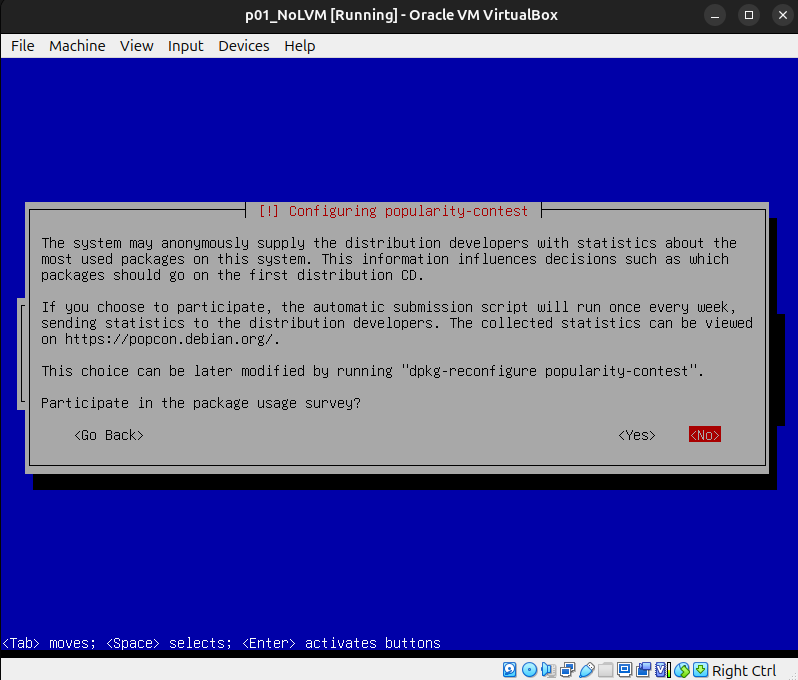 p01_NoLVM [Running] - Oracle VM VirtualBox
File Machine View Input Devices Help
[!] Configuring popularity-contest
The system may anonymously supply the distribution developers with statistics about the
most used packages on this system. This information influences decisions such as which
packages should go on the first distribution CD.
If you choose to participate, the automatic submission script will run once every week,
sending statistics to the distribution developers. The collected statistics can be viewed
on https://popcon.debian.org/.
This choice can be later modified by running "dpkg-reconfigure popularity-contest".
Participate in the package usage survey?
<Go Back> <Yes> <No>
<Tab> moves; <Space> selects; <Enter> activates buttons
Right Ctrl